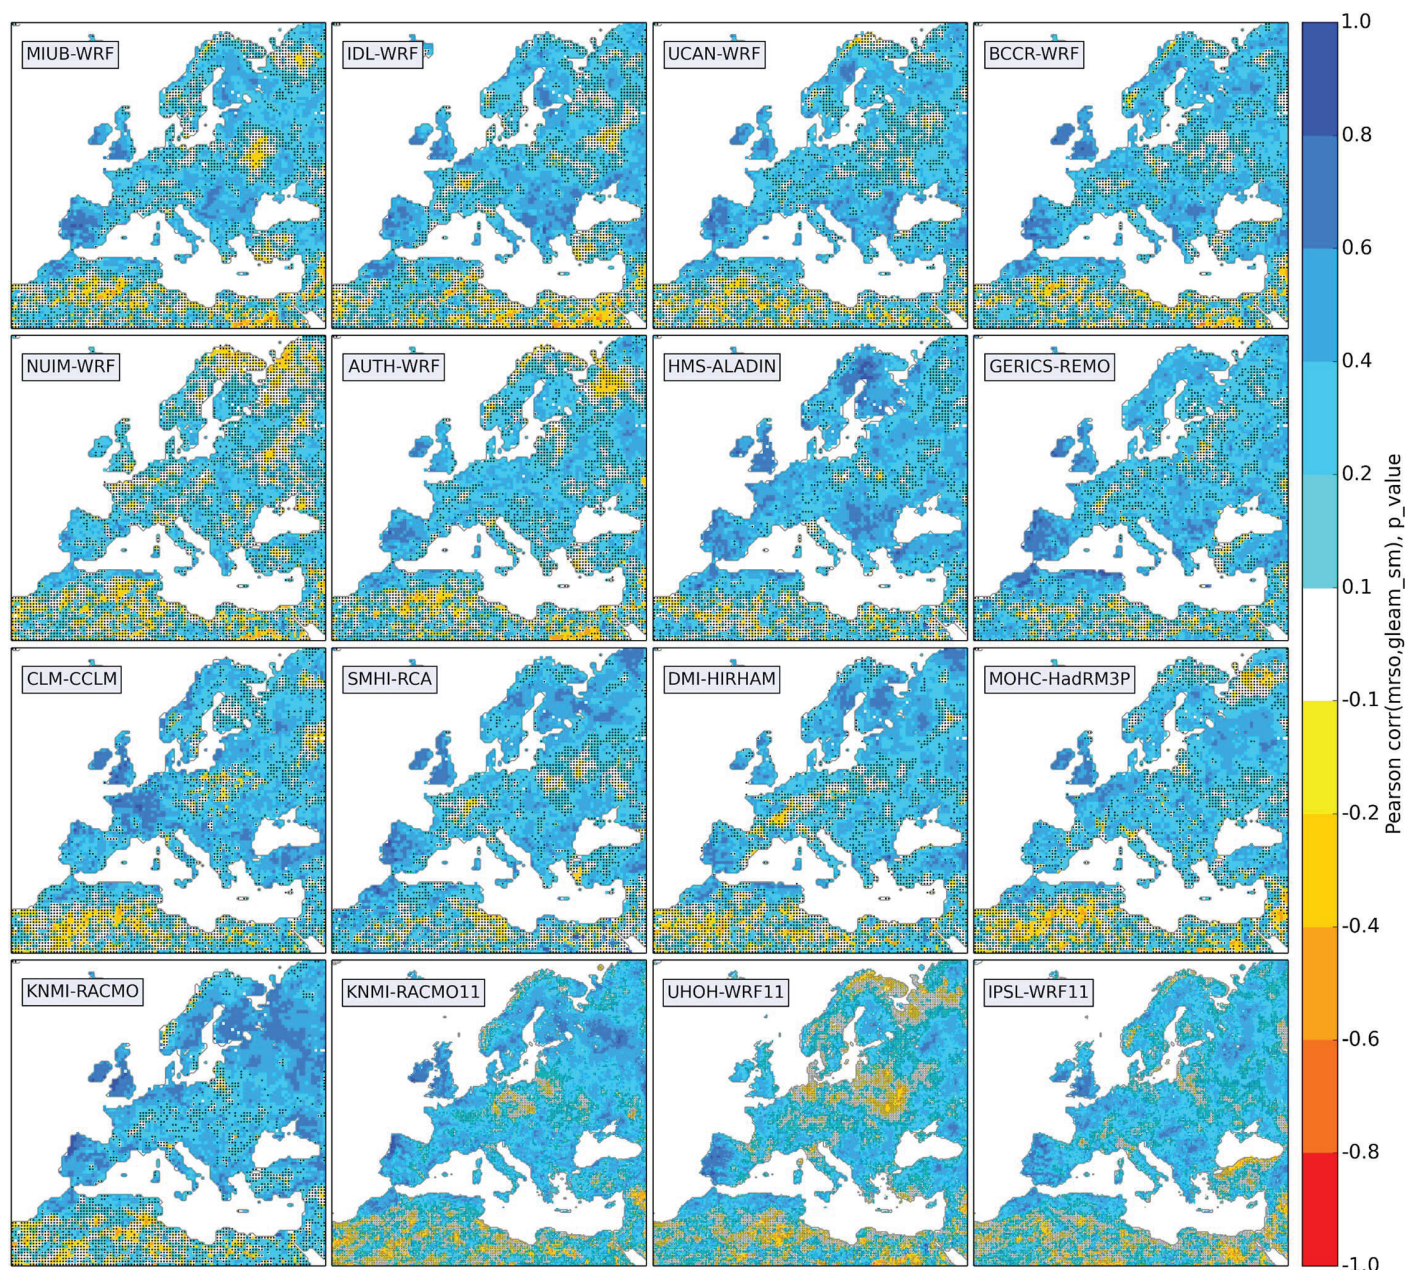 MIUB-WRF
IDL-WRF
UCAN-WRF
BCCR-WRF
NUIM-WRF
AUTH-WRF
HMS-ALADIN
GERICS-REMO
CLM-CCLM
SMHI-RCA
DMI-HIRHAM
MOHC-HadRM3P
KNMI-RACMO
KNMI-RACMO11
UHOH-WRF11
IPSL-WRF11
1.0
0.8
0.6
0.4
0.2
0.1
-0.1
-0.2
-0.4
-0.6
-0.8
-1.0
Pearson corr(mrso,gleam_sm), p_value